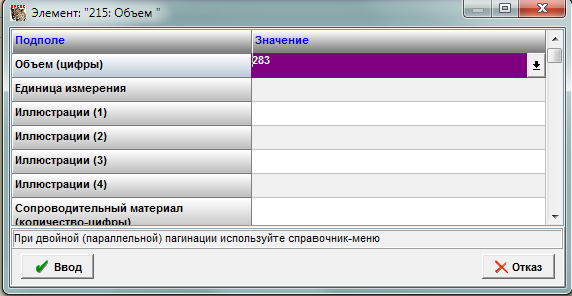 Элемент: "215: Объем "
Подполе Значение
Объем (цифры) 283
Единица измерения
Иллюстрации (1)
Иллюстрации (2)
Иллюстрации (3)
Иллюстрации (4)
Сопроводительный материал
(количество-цифры)
При двойной (параллельной) пагинации используйте справочник-меню
Ввод Отказ